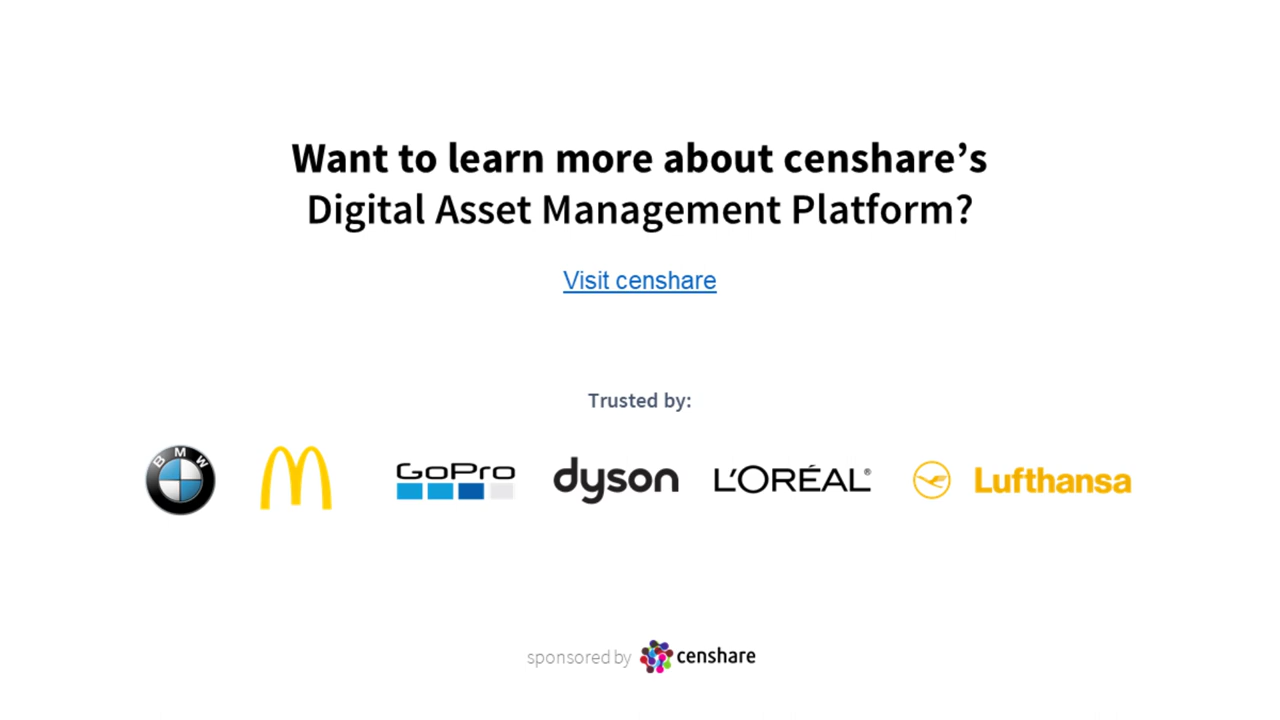 Want to learn more about censhare’s
Digital Asset Management Platform?
Visit censhare
Trusted by:
BMW
GoPro
dyson
L'ORÉAL®
Lufthansa
sponsored by censhare